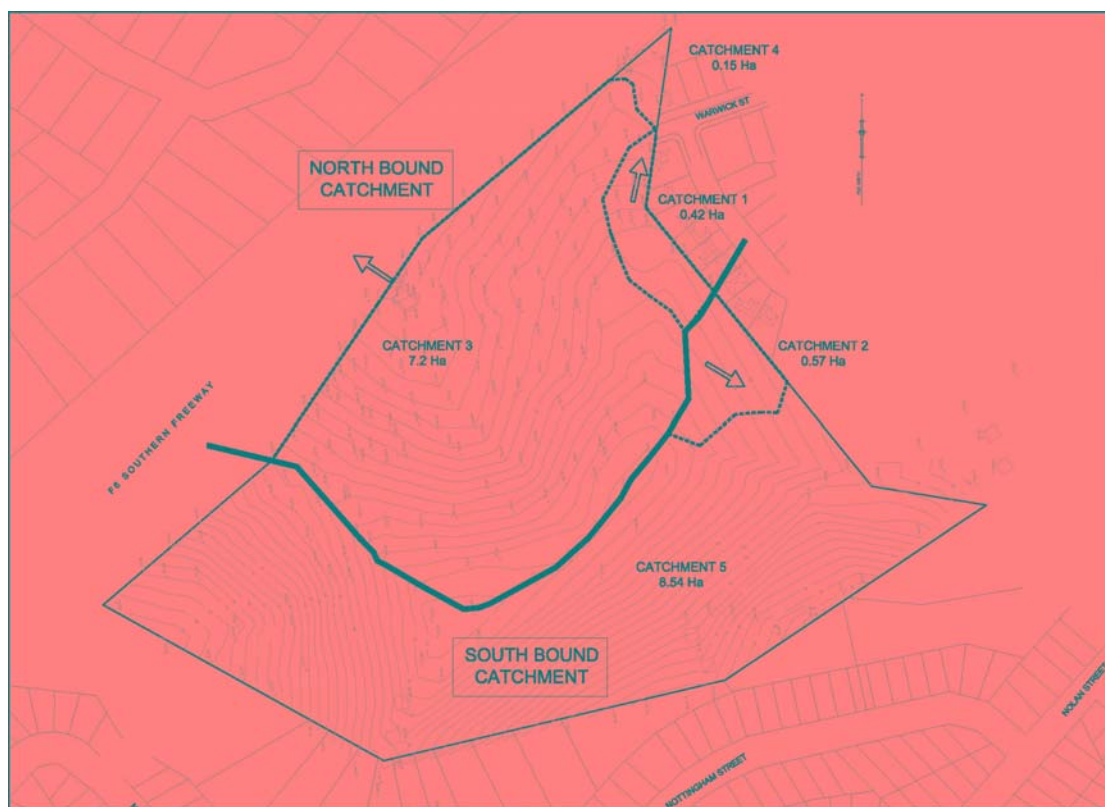 CATCHMENT 4
0.15 Ha
WARWICK ST
NORTH BOUND
CATCHMENT
CATCHMENT 1
0.42 Ha
CATCHMENT 3
7.2 Ha
CATCHMENT 2
0.57 Ha
F6 SOUTHERN FREEWAY
CATCHMENT 5
8.54 Ha
SOUTH BOUND
CATCHMENT
NOLAN STREET
NOTTINGHAM STREET